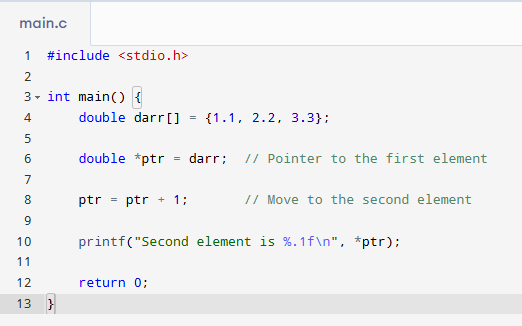 main.c
1 #include <stdio.h>
2
3 int main() {
4     double darr[] = {1.1, 2.2, 3.3};
5
6     double *ptr = darr;  // Pointer to the first element
7
8     ptr = ptr + 1;       // Move to the second element
9
10     printf("Second element is %.1f\n", *ptr);
11
12     return 0;
13 }